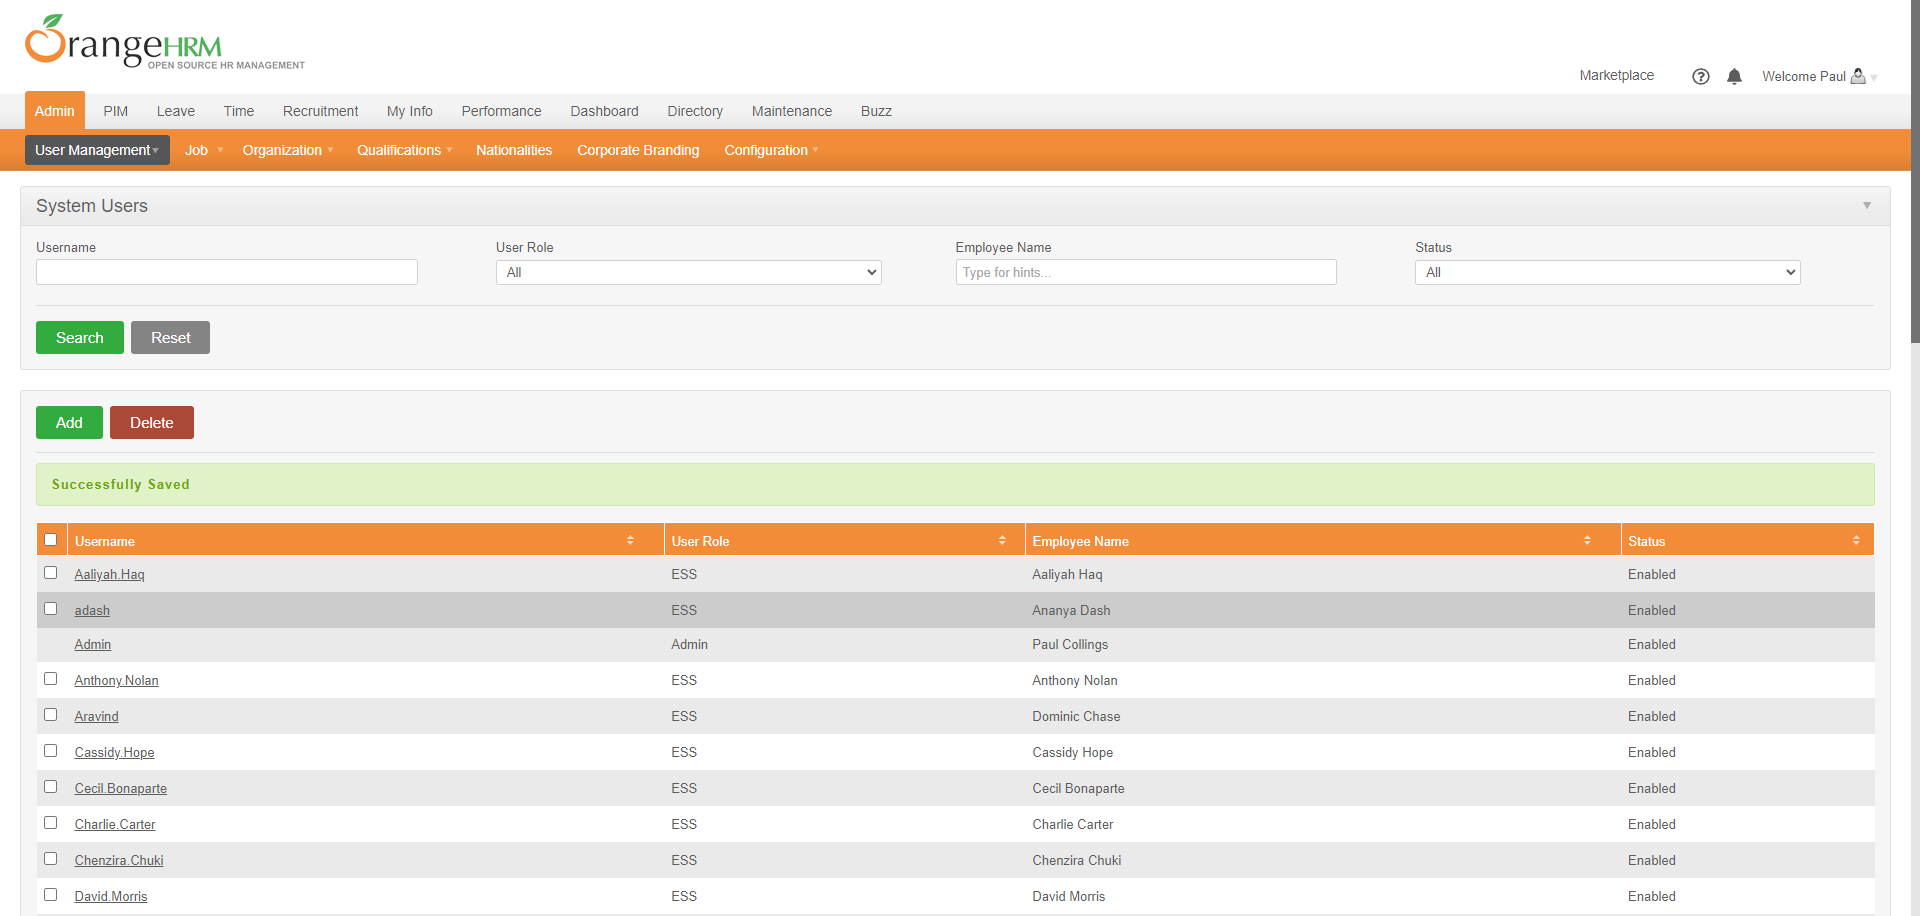 OrangeHRM
OPEN SOURCE HR MANAGEMENT
Marketplace Welcome Paul
Admin PIM Leave Time Recruitment My Info Performance Dashboard Directory Maintenance Buzz
User Management Job Organization Qualifications Nationalities Corporate Branding Configuration
System Users
Username User Role Employee Name Status
All Type for hints... All
Search Reset
Add Delete
Successfully Saved
Username User Role Employee Name Status
Aaliyah.Haq ESS Aaliyah Haq Enabled
adash ESS Ananya Dash Enabled
Admin Admin Paul Collings Enabled
Anthony.Nolan ESS Anthony Nolan Enabled
Aravind ESS Dominic Chase Enabled
Cassidy.Hope ESS Cassidy Hope Enabled
Cecil.Bonaparte ESS Cecil Bonaparte Enabled
Charlie.Carter ESS Charlie Carter Enabled
Chenzira.Chuki ESS Chenzira Chuki Enabled
David.Morris ESS David Morris Enabled